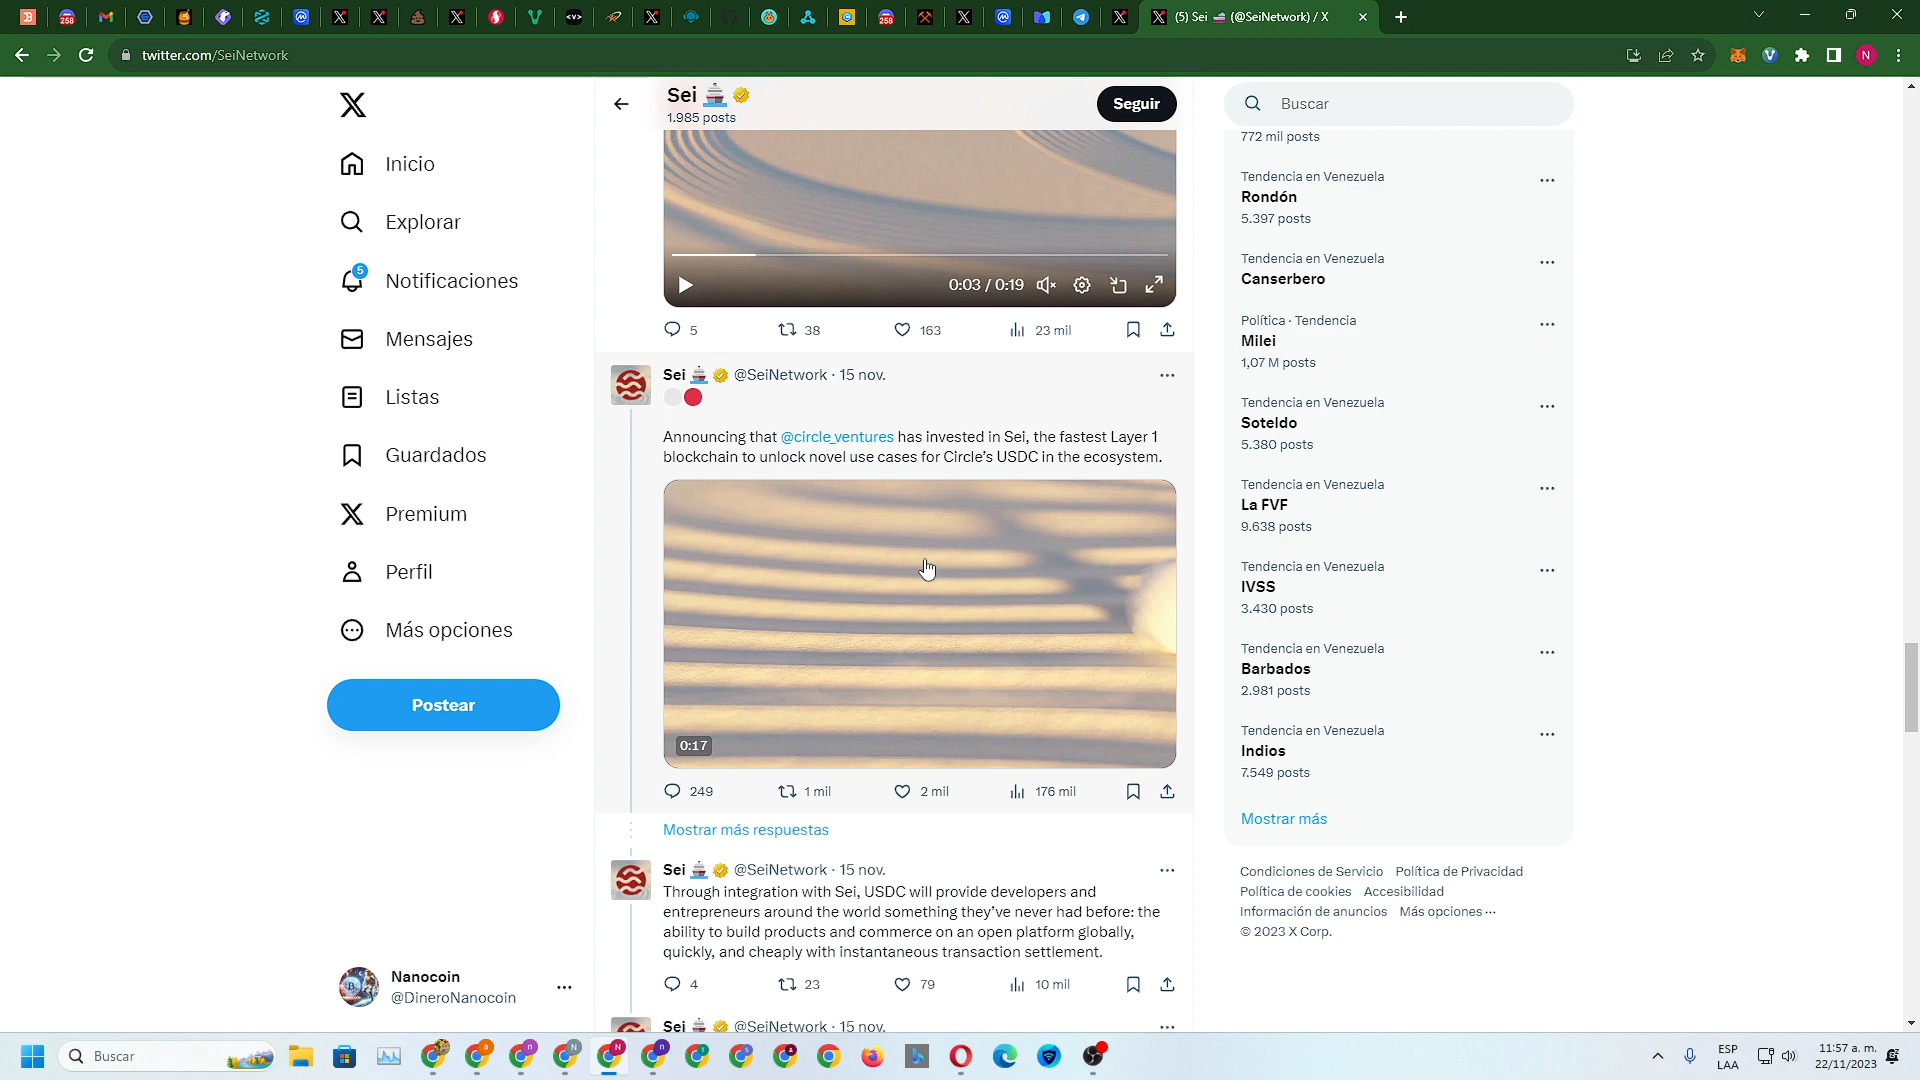 (5) Sei 🚢 (@SeiNetwork) / X
twitter.com/SeiNetwork
N
Sei 🚢
1.985 posts
Seguir
Buscar
Inicio
Explorar
5
Notificaciones
Mensajes
Listas
Guardados
Premium
Perfil
Más opciones
Postear
Nanocoin
@DineroNanocoin
0:03 / 0:19
5 38 163 23 mil
Sei 🚢 @SeiNetwork · 15 nov.
⚪🔴
Announcing that @circle_ventures has invested in Sei, the fastest Layer 1
blockchain to unlock novel use cases for Circle’s USDC in the ecosystem.
0:17
249 1 mil 2 mil 176 mil
Mostrar más respuestas
Sei 🚢 @SeiNetwork · 15 nov.
Through integration with Sei, USDC will provide developers and
entrepreneurs around the world something they’ve never had before: the
ability to build products and commerce on an open platform globally,
quickly, and cheaply with instantaneous transaction settlement.
4 23 79 10 mil
Sei 🚢 @SeiNetwork · 15 nov.
772 mil posts
Tendencia en Venezuela
Rondón
5.397 posts
Tendencia en Venezuela
Canserbero
Política · Tendencia
Milei
1,07 M posts
Tendencia en Venezuela
Soteldo
5.380 posts
Tendencia en Venezuela
La FVF
9.638 posts
Tendencia en Venezuela
IVSS
3.430 posts
Tendencia en Venezuela
Barbados
2.981 posts
Tendencia en Venezuela
Indios
7.549 posts
Mostrar más
Condiciones de Servicio Política de Privacidad
Política de cookies Accesibilidad
Información de anuncios Más opciones ···
© 2023 X Corp.
Buscar
ESP
LAA
11:57 a. m.
22/11/2023